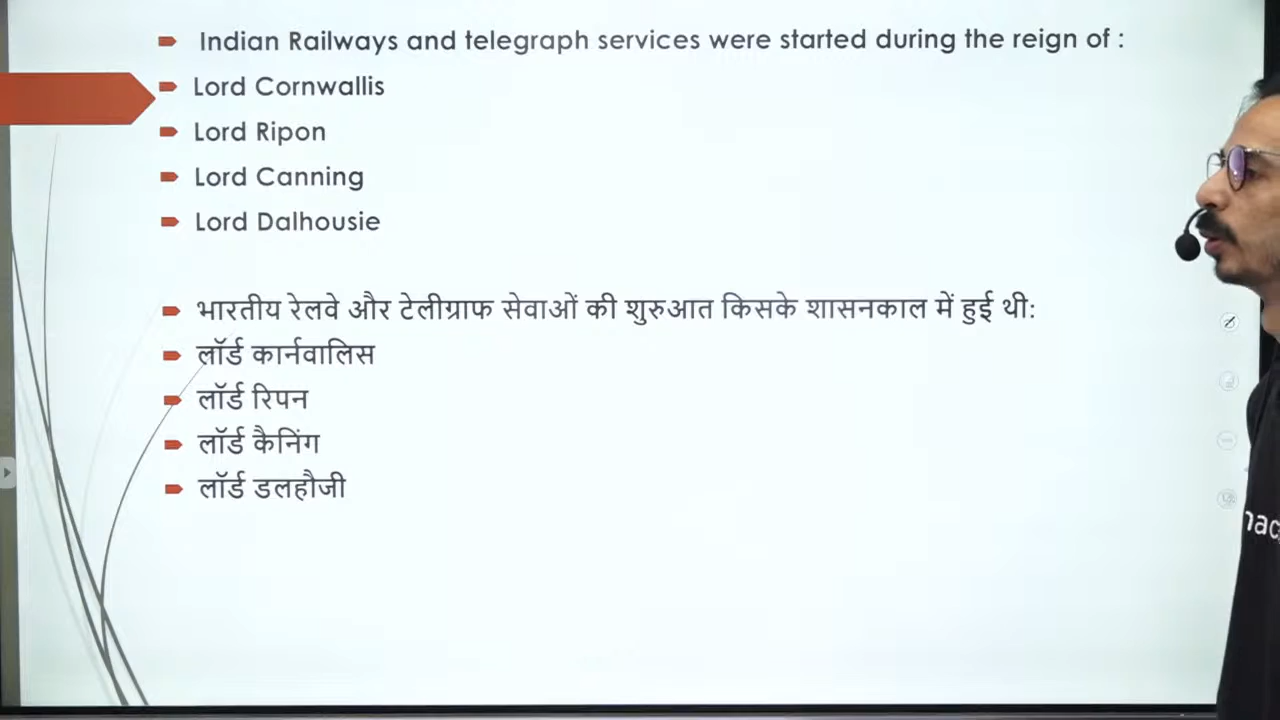 Indian Railways and telegraph services were started during the reign of :
Lord Cornwallis
Lord Ripon
Lord Canning
Lord Dalhousie
भारतीय रेलवे और टेलीग्राफ सेवाओं की शुरुआत किसके शासनकाल में हुई थी:
लॉर्ड कार्नवालिस
लॉर्ड रिपन
लॉर्ड कैनिंग
लॉर्ड डलहौजी